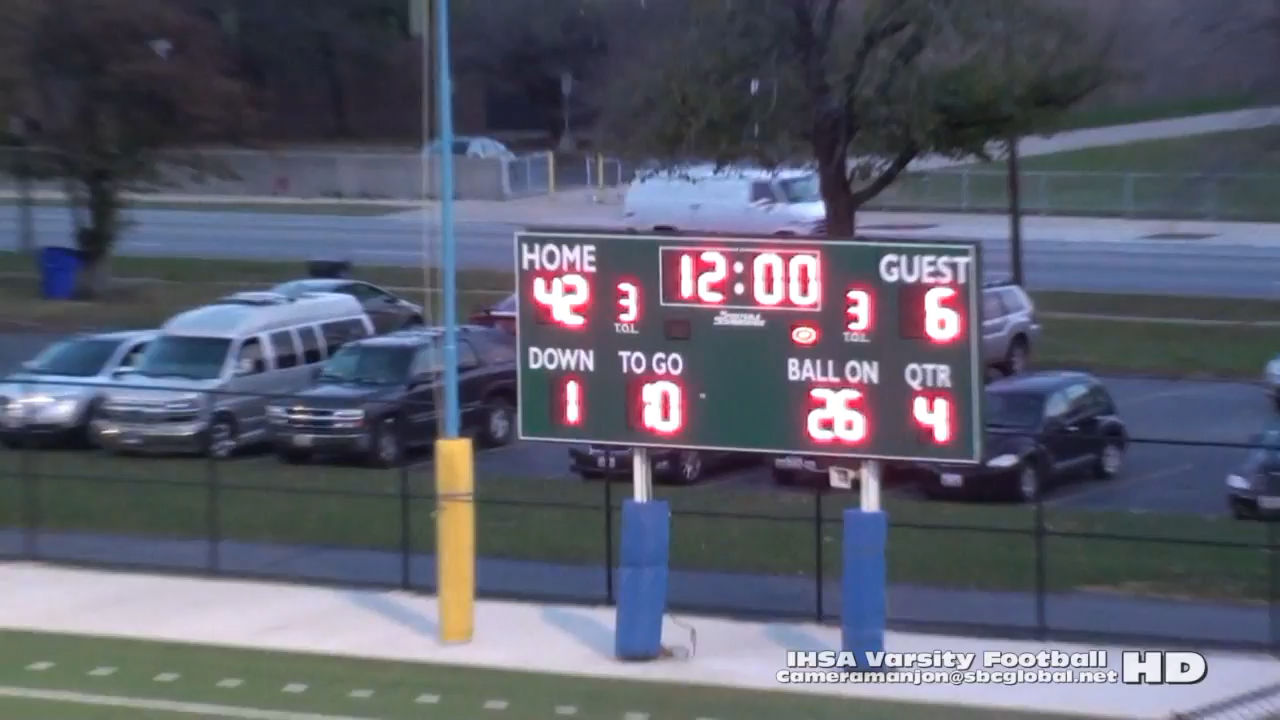 HOME 12:00 GUEST
42 3 3 6
T.O.L. T.O.L.
DOWN TO GO BALL ON QTR
1 10 26 4
IHSA Varsity Football HD
cameramanjon@sbcglobal.net